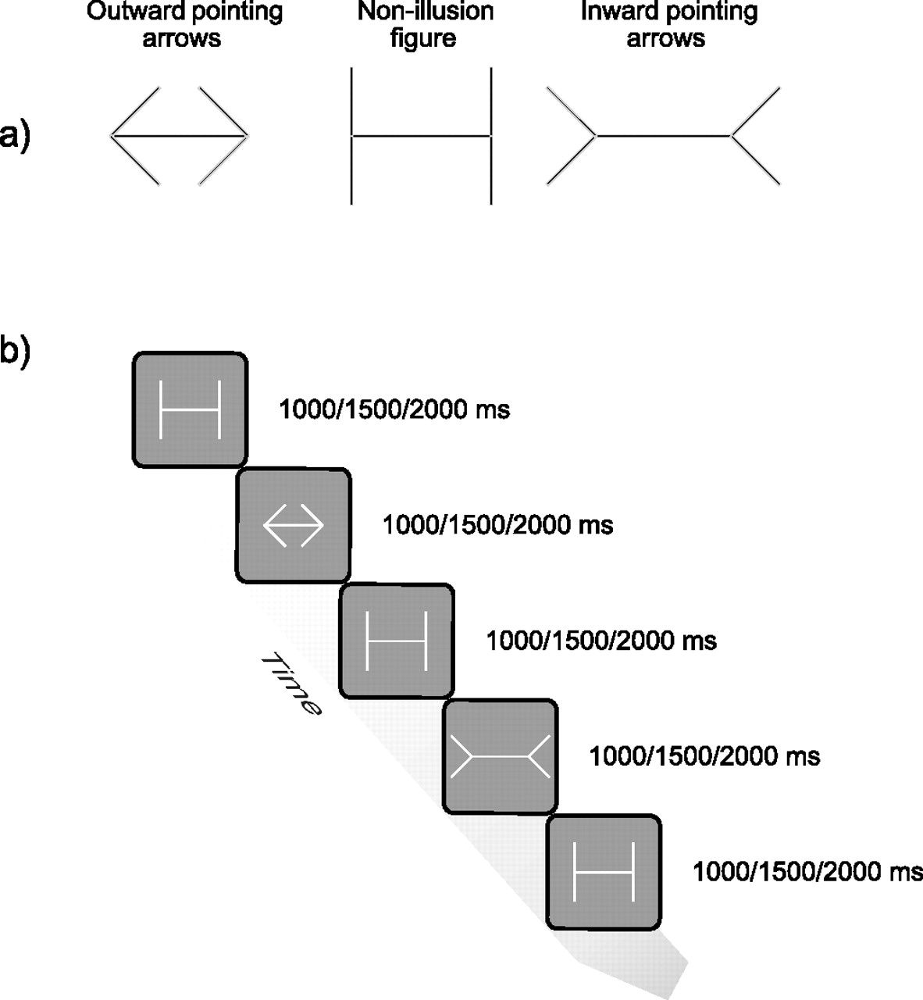 Outward pointing
arrows
Non-illusion
figure
Inward pointing
arrows
a)
b)
1000/1500/2000 ms
1000/1500/2000 ms
1000/1500/2000 ms
Time
1000/1500/2000 ms
1000/1500/2000 ms